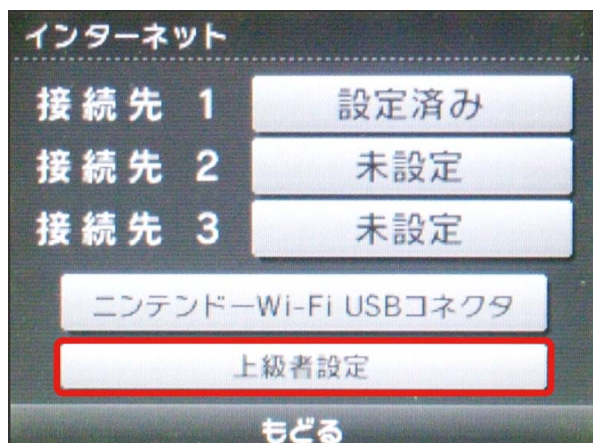 インターネット
接続先 1 設定済み
接続先 2 未設定
接続先 3 未設定
ニンテンドーWi-Fi USBコネクタ
上級者設定
もどる